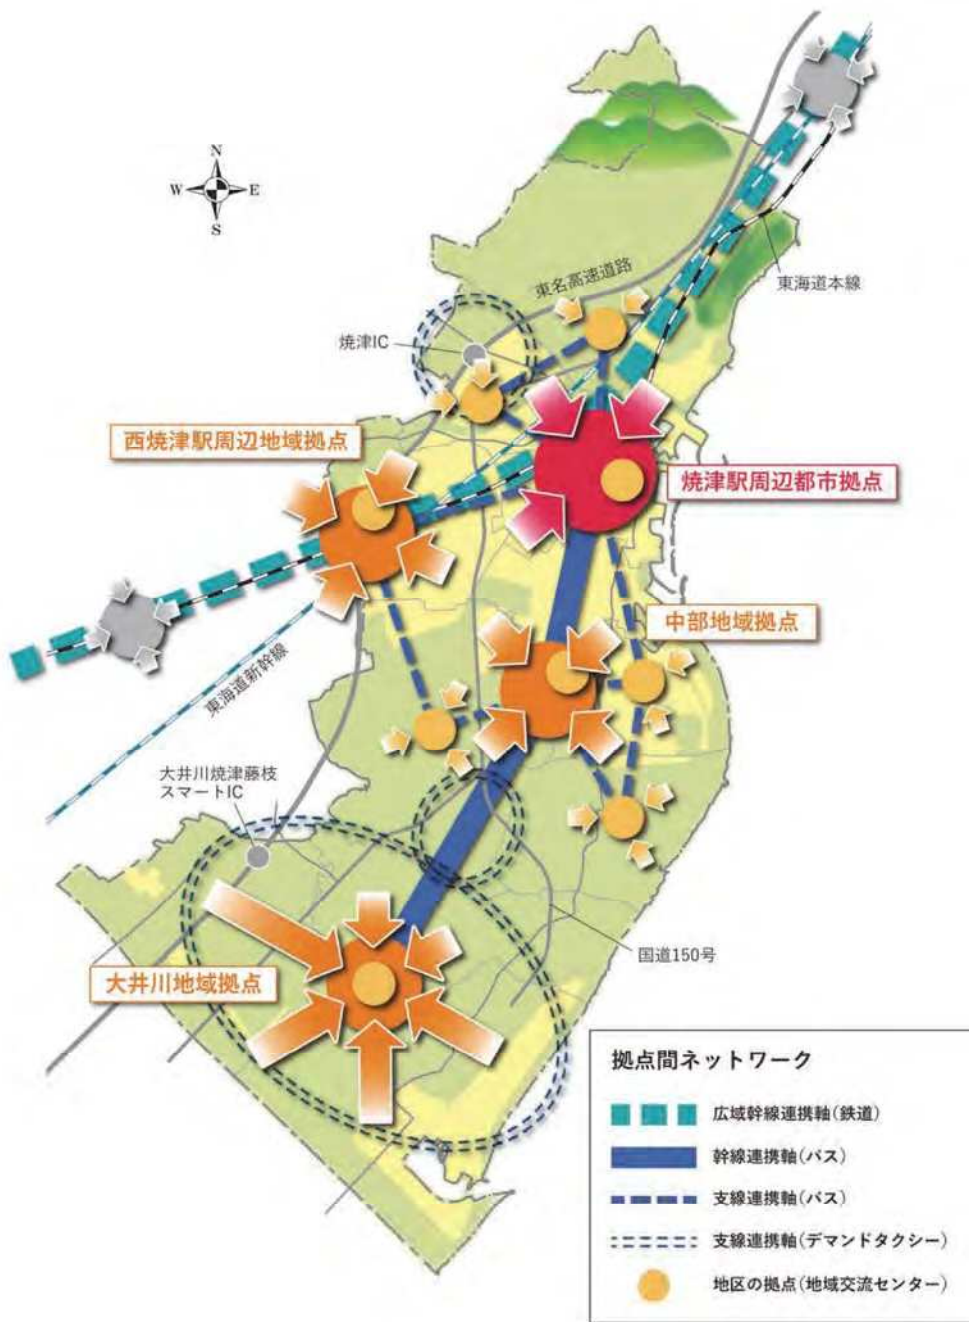 N
W
E
S
東海道本線
東名高速道路
焼津IC
西焼津駅周辺地域拠点
焼津駅周辺都市拠点
中部地域拠点
東海道新幹線
大井川焼津藤枝
スマートIC
国道150号
大井川地域拠点
拠点間ネットワーク
広域幹線連携軸(鉄道)
幹線連携軸(バス)
支線連携軸(バス)
支線連携軸(デマンドタクシー)
地区の拠点(地域交流センター)